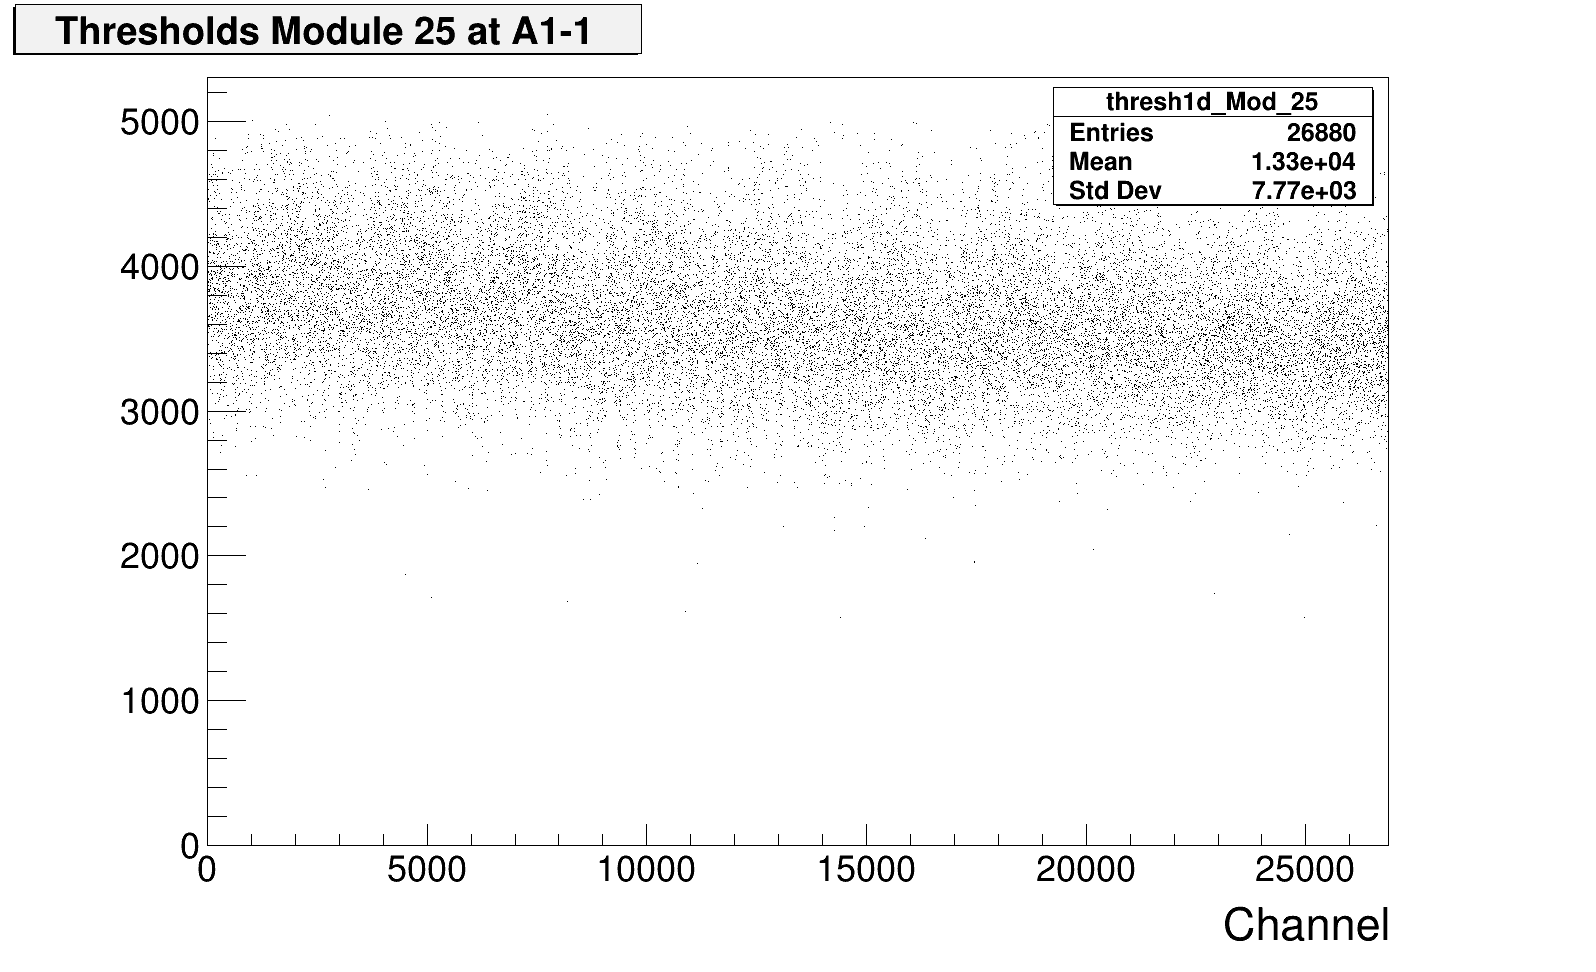 Thresholds Module 25 at A1-1
thresh1d_Mod_25
Entries 26880
Mean 1.33e+04
Std Dev 7.77e+03
5000
4000
3000
2000
1000
0
0 5000 10000 15000 20000 25000
Channel